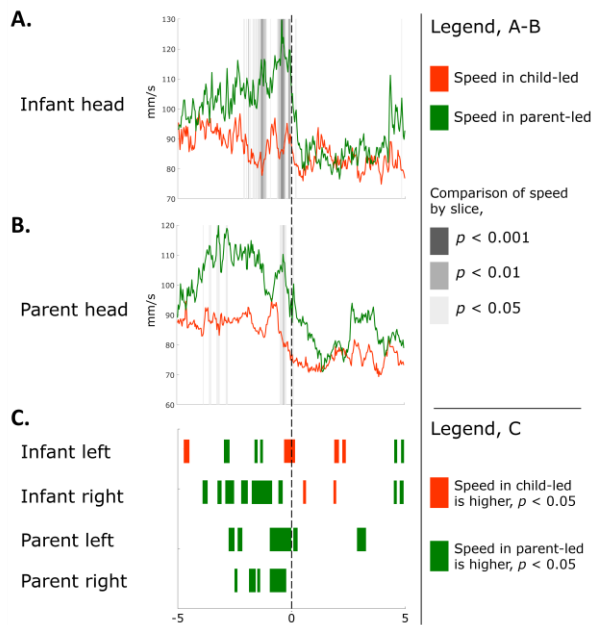 A.
Infant head
mm/s
130
120
110
100
90
80
70
60
B.
Parent head
mm/s
120
110
100
90
80
70
60
C.
Infant left
Infant right
Parent left
Parent right
-5
0
5
Legend, A-B
Speed in child-led
Speed in parent-led
Comparison of speed
by slice,
p < 0.001
p < 0.01
p < 0.05
Legend, C
Speed in child-led
is higher, p < 0.05
Speed in parent-led
is higher, p < 0.05